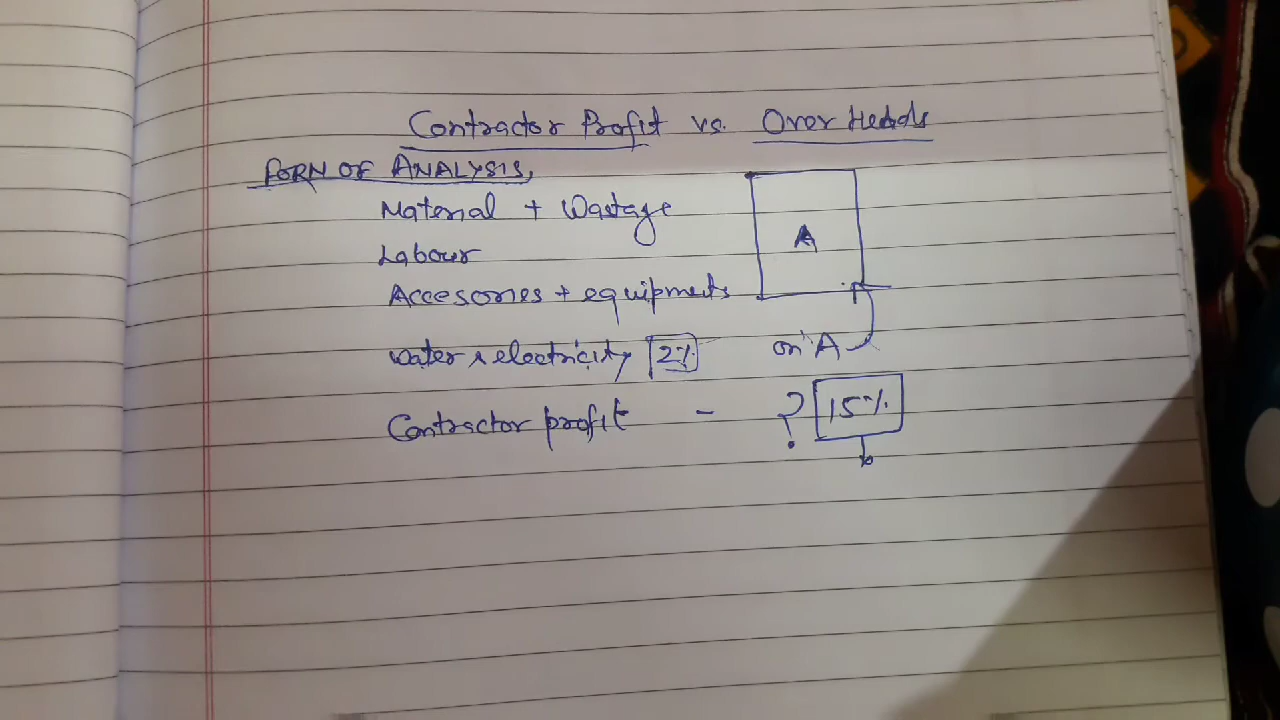 Contractor Profit vs. Over Heads
FORM OF ANALYSIS,
Material + Wastage
Labour
A
Accesories + equipments
water & electricity 2% on A
Contractor profit - ? 15%